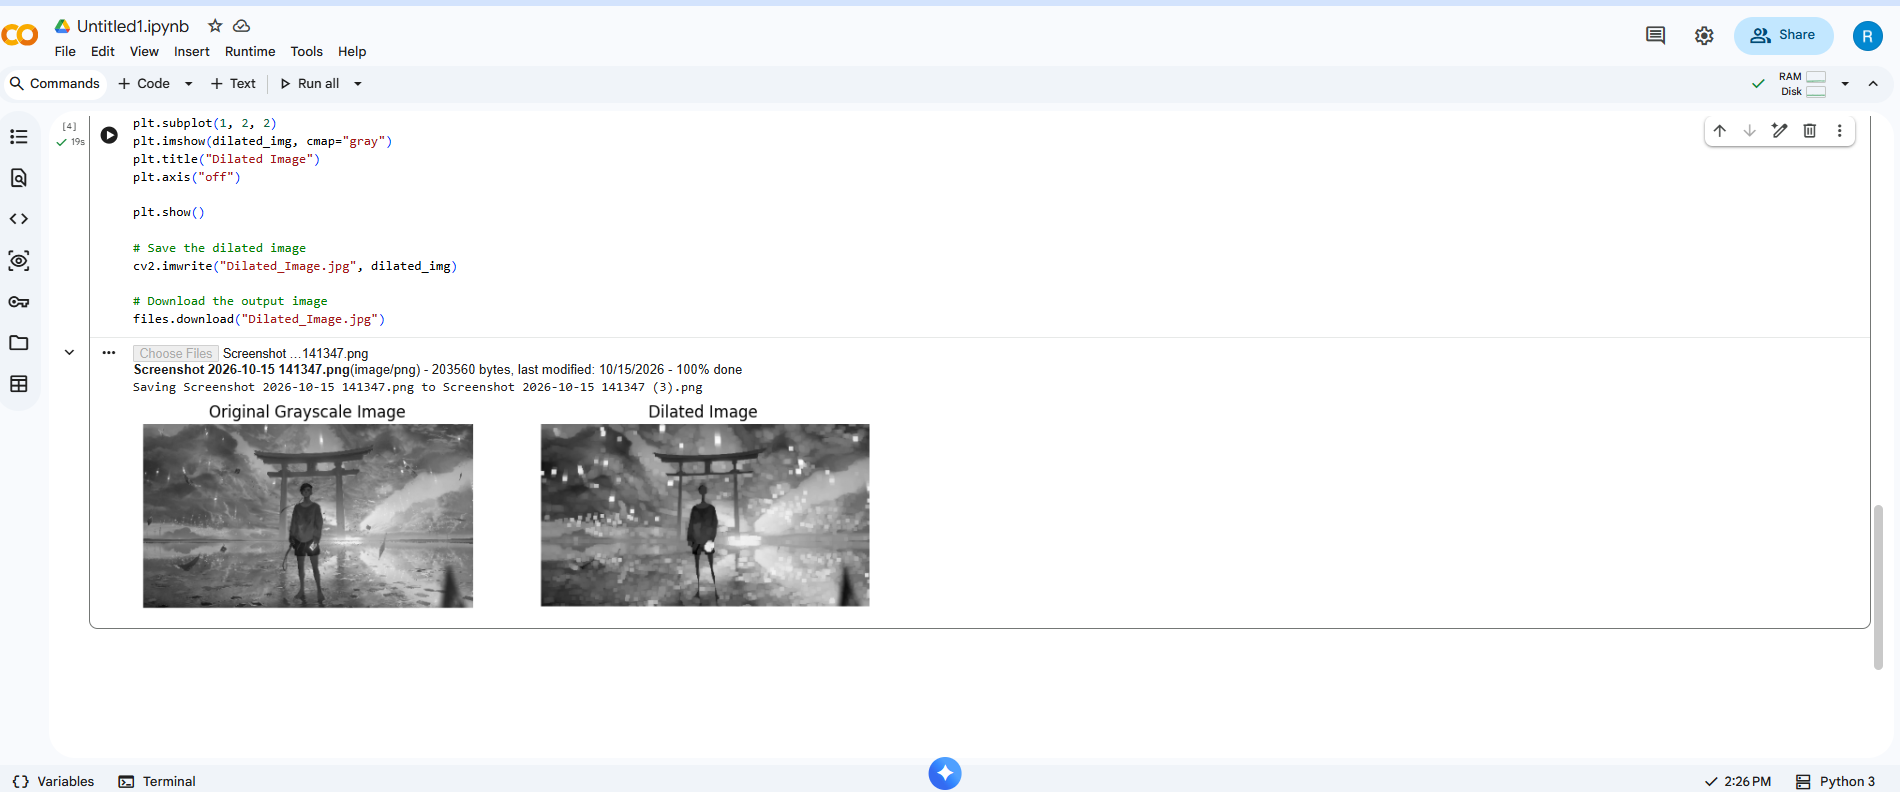 Untitled1.ipynb
File Edit View Insert Runtime Tools Help
Share
R
Commands + Code + Text Run all
RAM
Disk
[4]
19s
plt.subplot(1, 2, 2)
plt.imshow(dilated_img, cmap="gray")
plt.title("Dilated Image")
plt.axis("off")
plt.show()
# Save the dilated image
cv2.imwrite("Dilated_Image.jpg", dilated_img)
# Download the output image
files.download("Dilated_Image.jpg")
Choose Files Screenshot ...141347.png
Screenshot 2026-10-15 141347.png(image/png) - 203560 bytes, last modified: 10/15/2026 - 100% done
Saving Screenshot 2026-10-15 141347.png to Screenshot 2026-10-15 141347 (3).png
Original Grayscale Image Dilated Image
{} Variables Terminal 2:26 PM Python 3